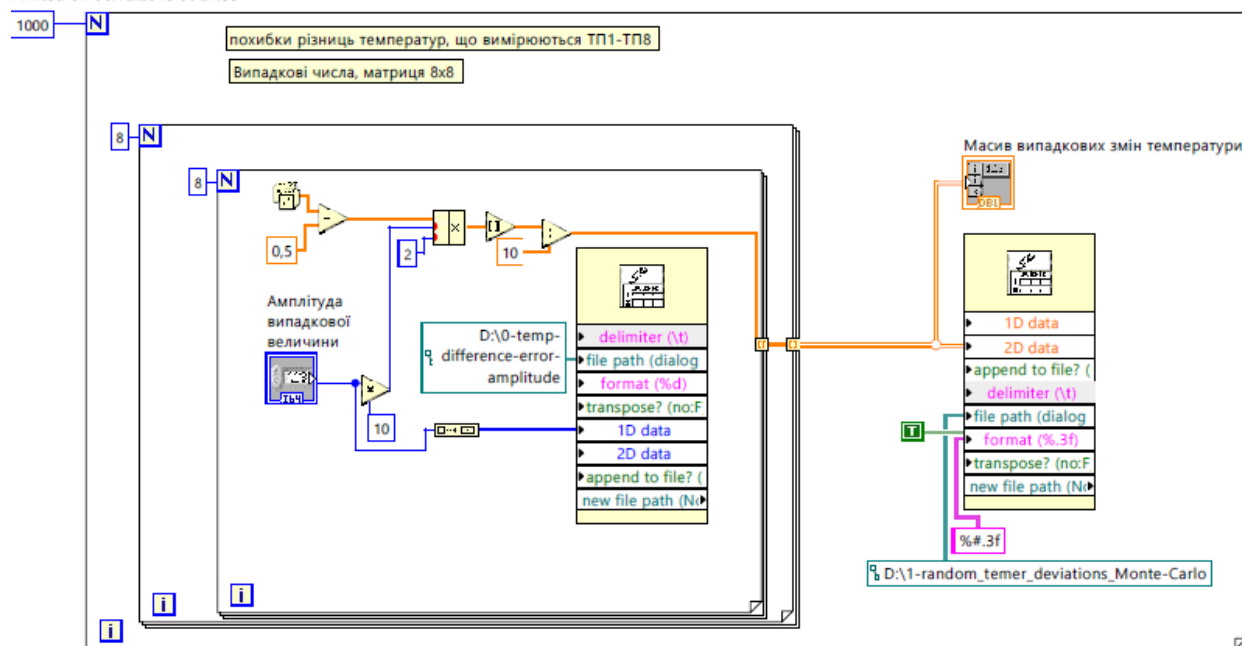 1000
N
похибки різниць температур, що вимірюються ТП1-ТП8
Випадкові числа, матриця 8x8
8
N
Масив випадкових змін температури
DBL
8
N
0,5
2
10
Амплітуда
випадкової
величини
I64
10
D:\0-temp-
difference-error-
amplitude
delimiter (\t)
file path (dialog
format (%d)
transpose? (no:F
1D data
2D data
append to file? (
new file path (No
1D data
2D data
append to file? (
delimiter (\t)
file path (dialog
T
format (%.3f)
transpose? (no:F
new file path (No
%#.3f
D:\1-random_temer_deviations_Monte-Carlo
i
i
i